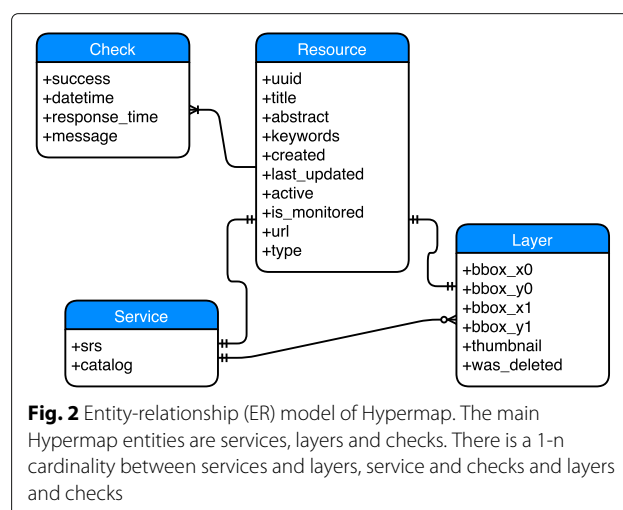 Check
+success
+datetime
+response_time
+message
Resource
+uuid
+title
+abstract
+keywords
+created
+last_updated
+active
+is_monitored
+url
+type
Layer
+bbox_x0
+bbox_y0
+bbox_x1
+bbox_y1
+thumbnail
+was_deleted
Service
+srs
+catalog
Fig. 2 Entity-relationship (ER) model of Hypermap. The main
Hypermap entities are services, layers and checks. There is a 1-n
cardinality between services and layers, service and checks and layers
and checks